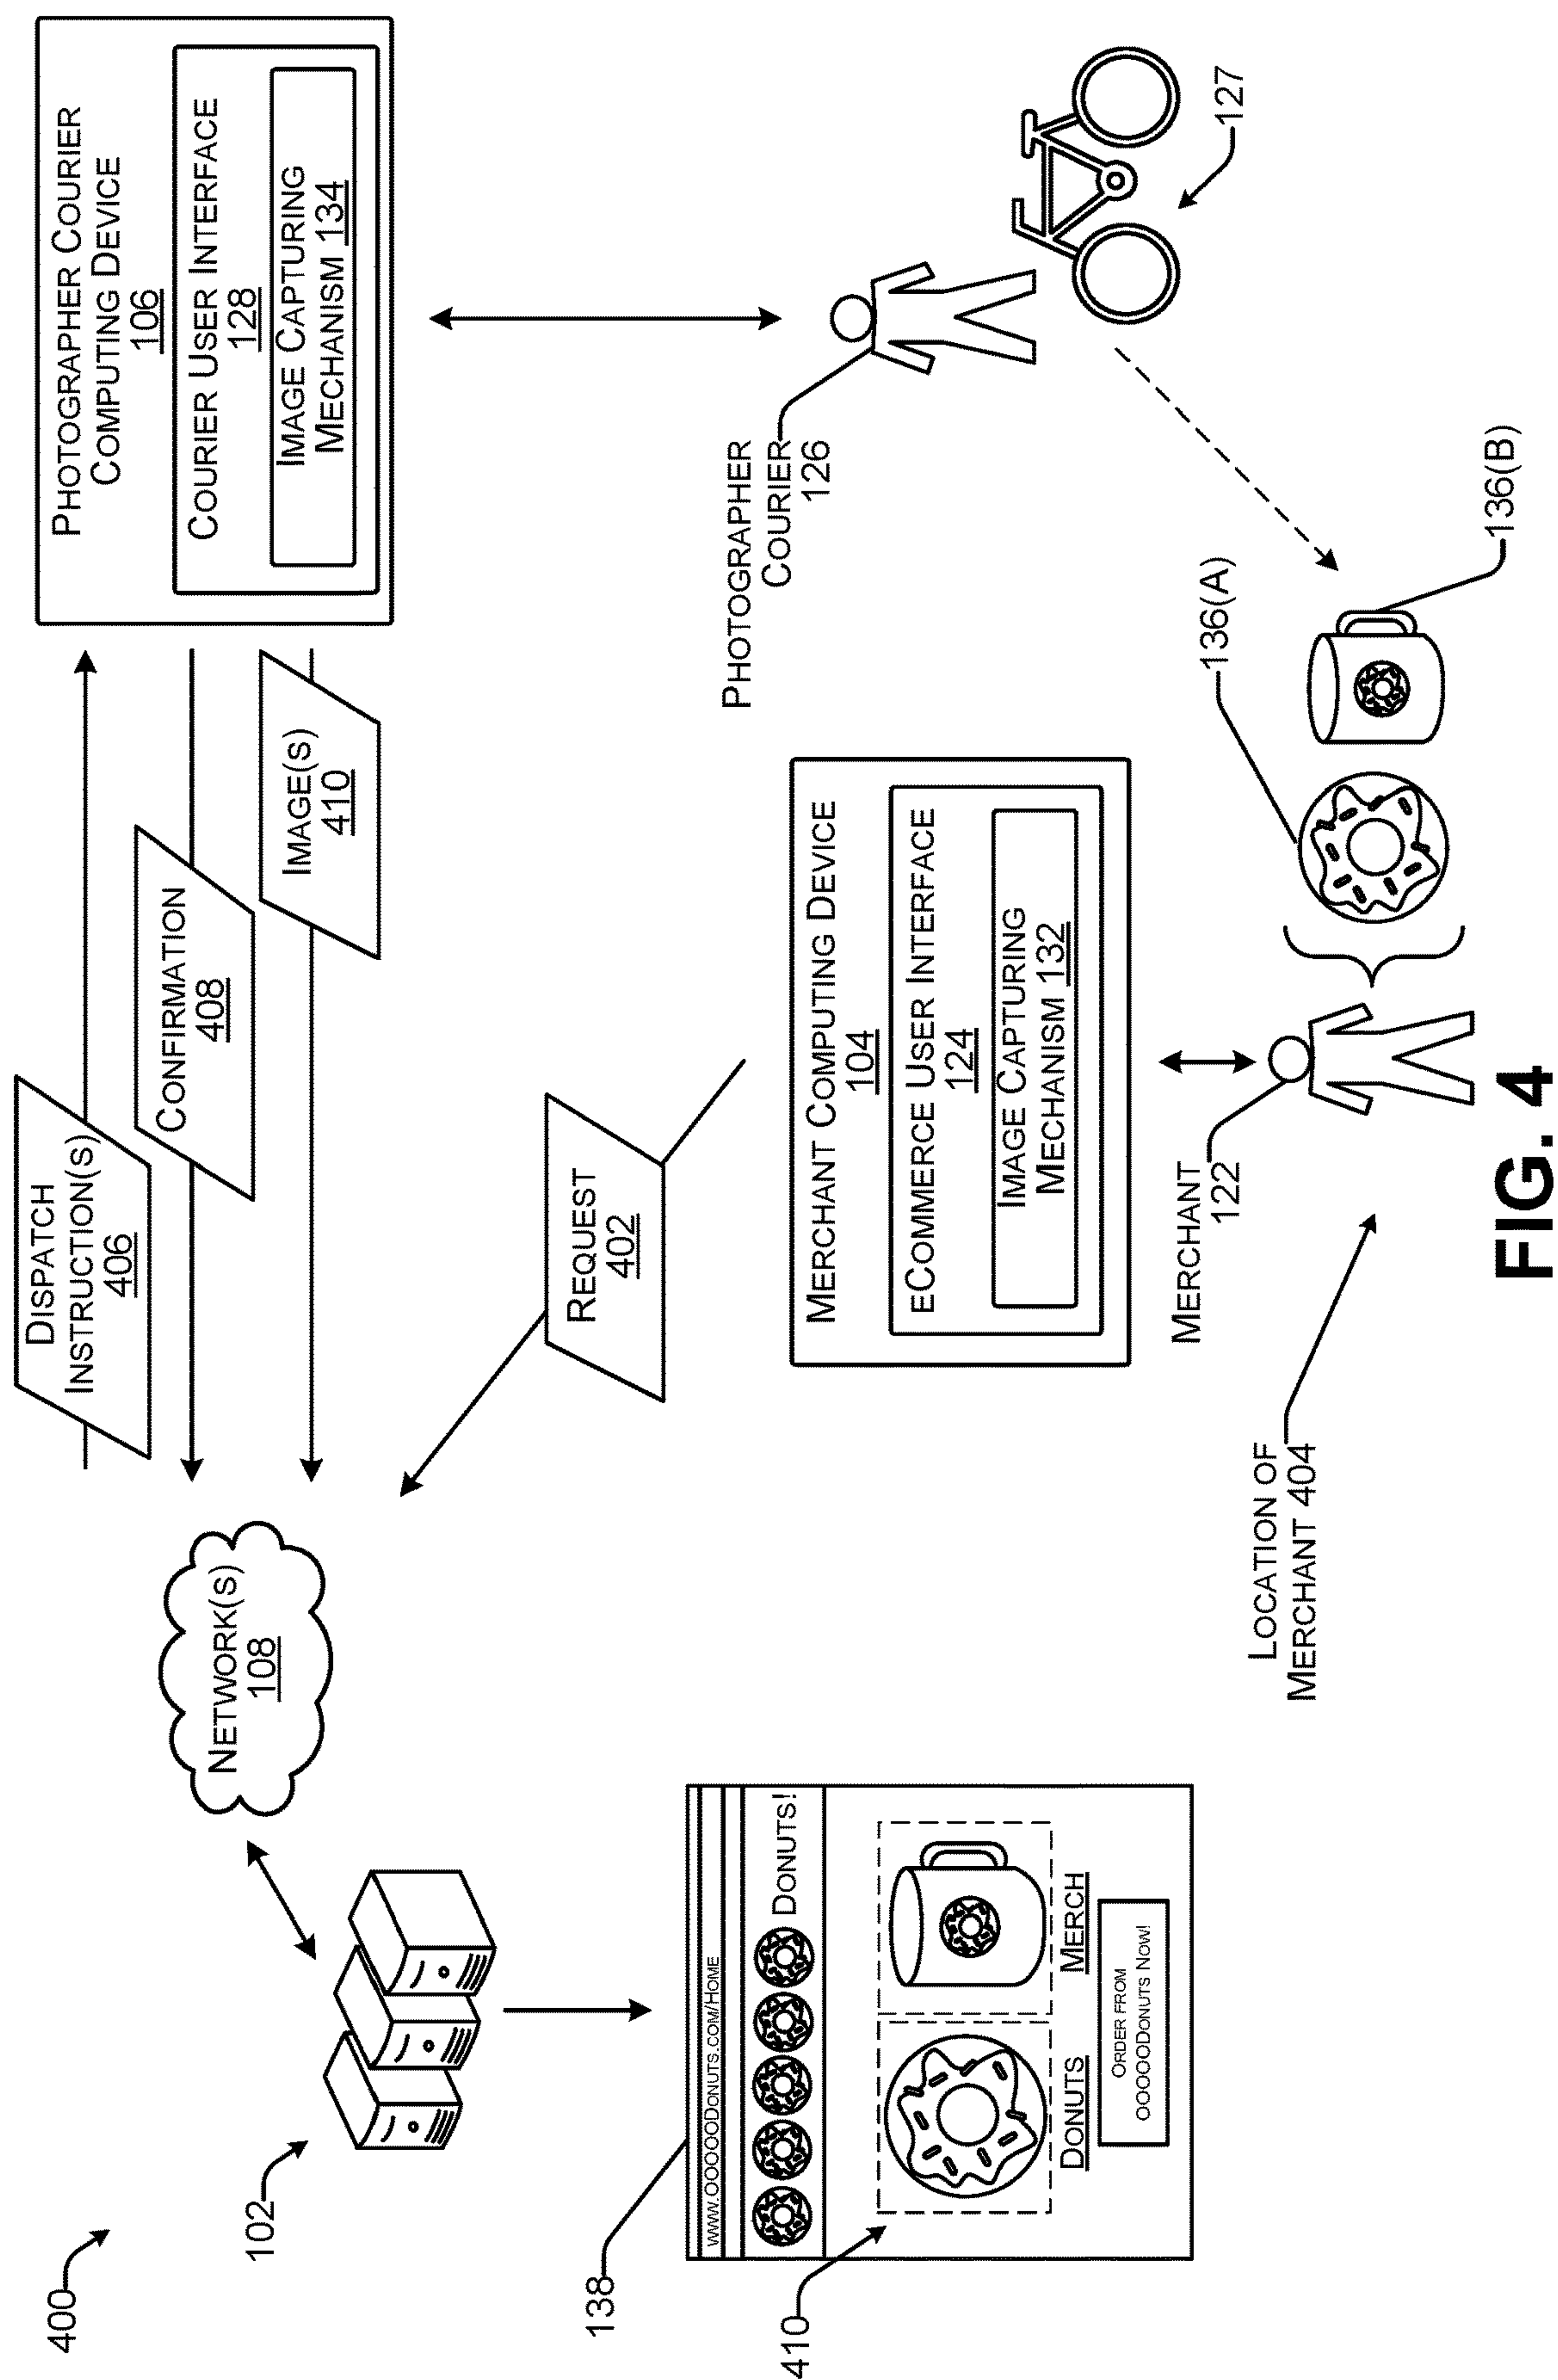 400
102
NETWORK(S)
108
DISPATCH
INSTRUCTION(S)
406
CONFIRMATION
408
IMAGE(S)
410
PHOTOGRAPHER COURIER
COMPUTING DEVICE
106
COURIER USER INTERFACE
128
IMAGE CAPTURING
MECHANISM 134
REQUEST
402
138
WWW.OOOOODONUTS.COM/HOME
DONUTS!
410
DONUTS
MERCH
ORDER FROM
OOOOODONUTS NOW!
MERCHANT COMPUTING DEVICE
104
ECOMMERCE USER INTERFACE
124
IMAGE CAPTURING
MECHANISM 132
PHOTOGRAPHER
COURIER
126
127
MERCHANT
122
LOCATION OF
MERCHANT 404
136(A)
136(B)
FIG. 4